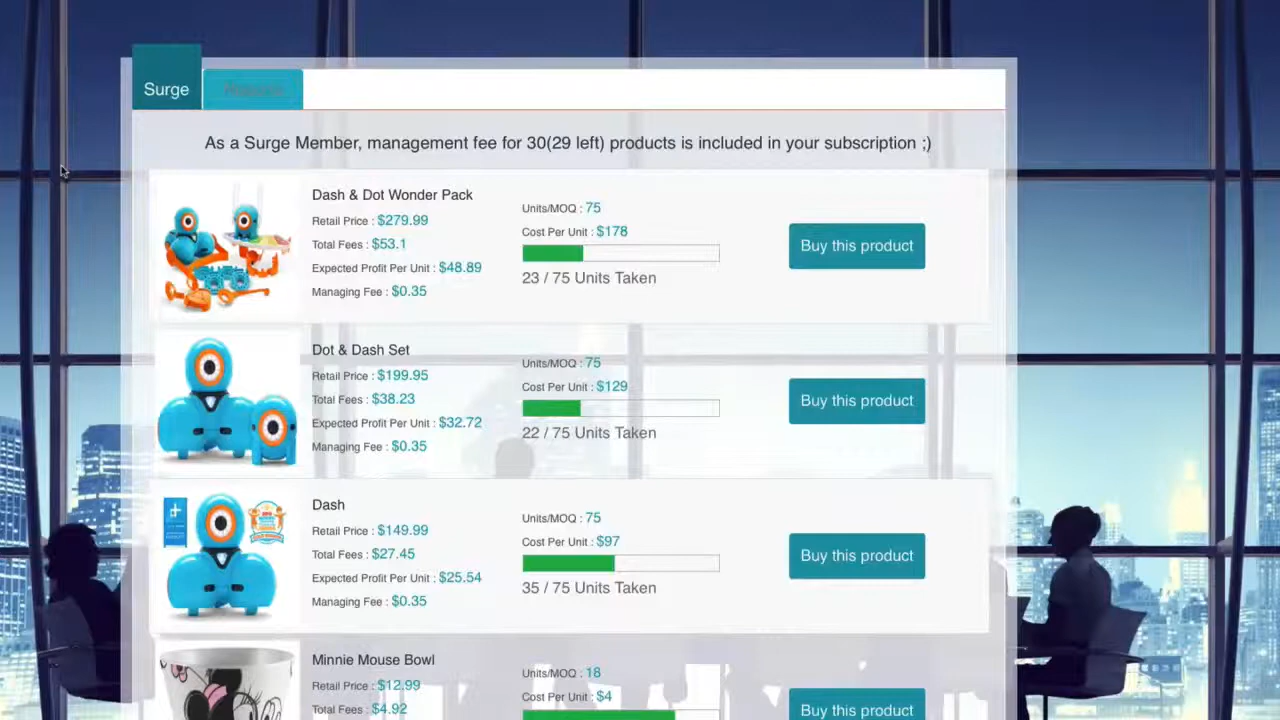 Surge
As a Surge Member, management fee for 30(29 left) products is included in your subscription ;)
Dash & Dot Wonder Pack
Retail Price : $279.99
Total Fees : $53.1
Expected Profit Per Unit : $48.89
Managing Fee : $0.35
Units/MOQ : 75
Cost Per Unit : $178
23 / 75 Units Taken
Buy this product
Dot & Dash Set
Retail Price : $199.95
Total Fees : $38.23
Expected Profit Per Unit : $32.72
Managing Fee : $0.35
Units/MOQ : 75
Cost Per Unit : $129
22 / 75 Units Taken
Buy this product
Dash
Retail Price : $149.99
Total Fees : $27.45
Expected Profit Per Unit : $25.54
Managing Fee : $0.35
Units/MOQ : 75
Cost Per Unit : $97
35 / 75 Units Taken
Buy this product
Minnie Mouse Bowl
Retail Price : $12.99
Total Fees : $4.92
Units/MOQ : 18
Cost Per Unit : $4
Buy this product